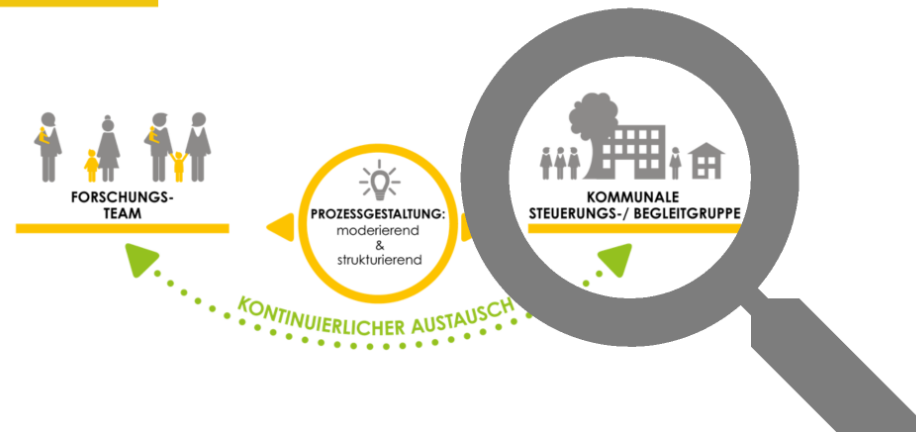 FORSCHUNGS-
TEAM
PROZESSGESTALTUNG:
moderierend
&
strukturierend
KOMMUNALE
STEUERUNGS-/ BEGLEITGRUPPE
KONTINUIERLICHER AUSTAUSCH